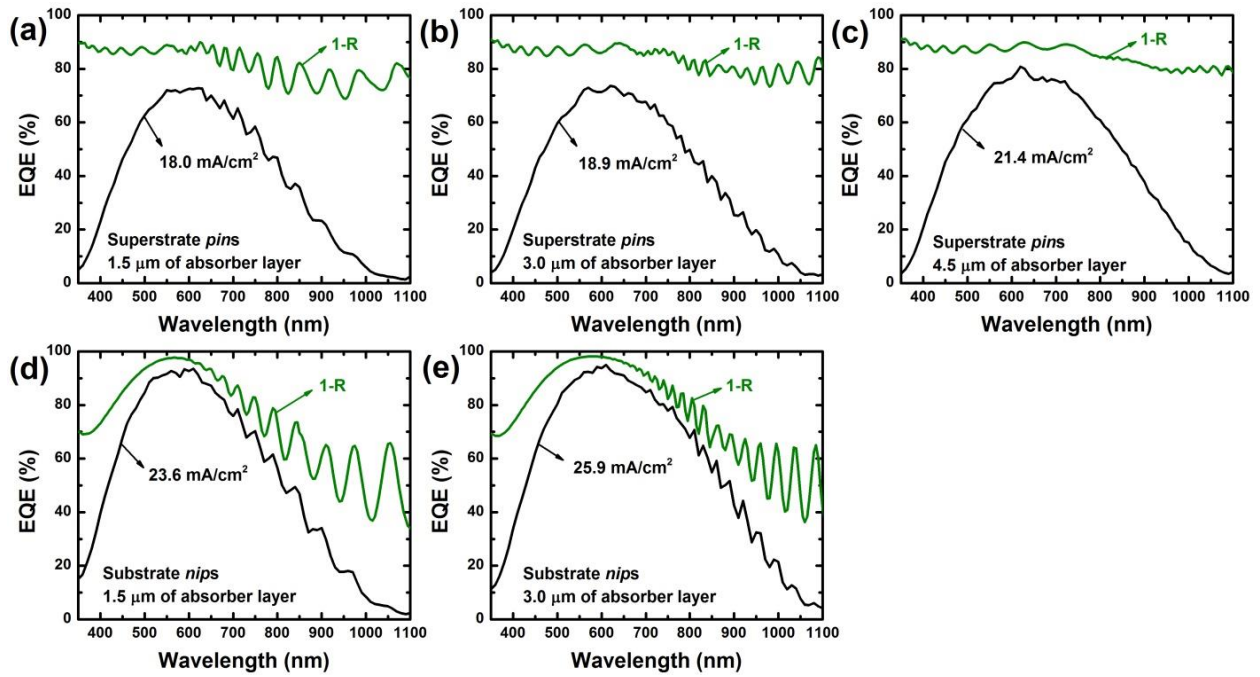 (a)
100
80
60
40
20
0
EQE (%)
1-R
18.0 mA/cm²
Superstrate pins
1.5 μm of absorber layer
400 500 600 700 800 900 1000 1100
Wavelength (nm)
(b)
100
80
60
40
20
0
EQE (%)
1-R
18.9 mA/cm²
Superstrate pins
3.0 μm of absorber layer
400 500 600 700 800 900 1000 1100
Wavelength (nm)
(c)
100
80
60
40
20
0
EQE (%)
1-R
21.4 mA/cm²
Superstrate pins
4.5 μm of absorber layer
400 500 600 700 800 900 1000 1100
Wavelength (nm)
(d)
100
80
60
40
20
0
EQE (%)
1-R
23.6 mA/cm²
Substrate nips
1.5 μm of absorber layer
400 500 600 700 800 900 1000 1100
Wavelength (nm)
(e)
100
80
60
40
20
0
EQE (%)
1-R
25.9 mA/cm²
Substrate nips
3.0 μm of absorber layer
400 500 600 700 800 900 1000 1100
Wavelength (nm)